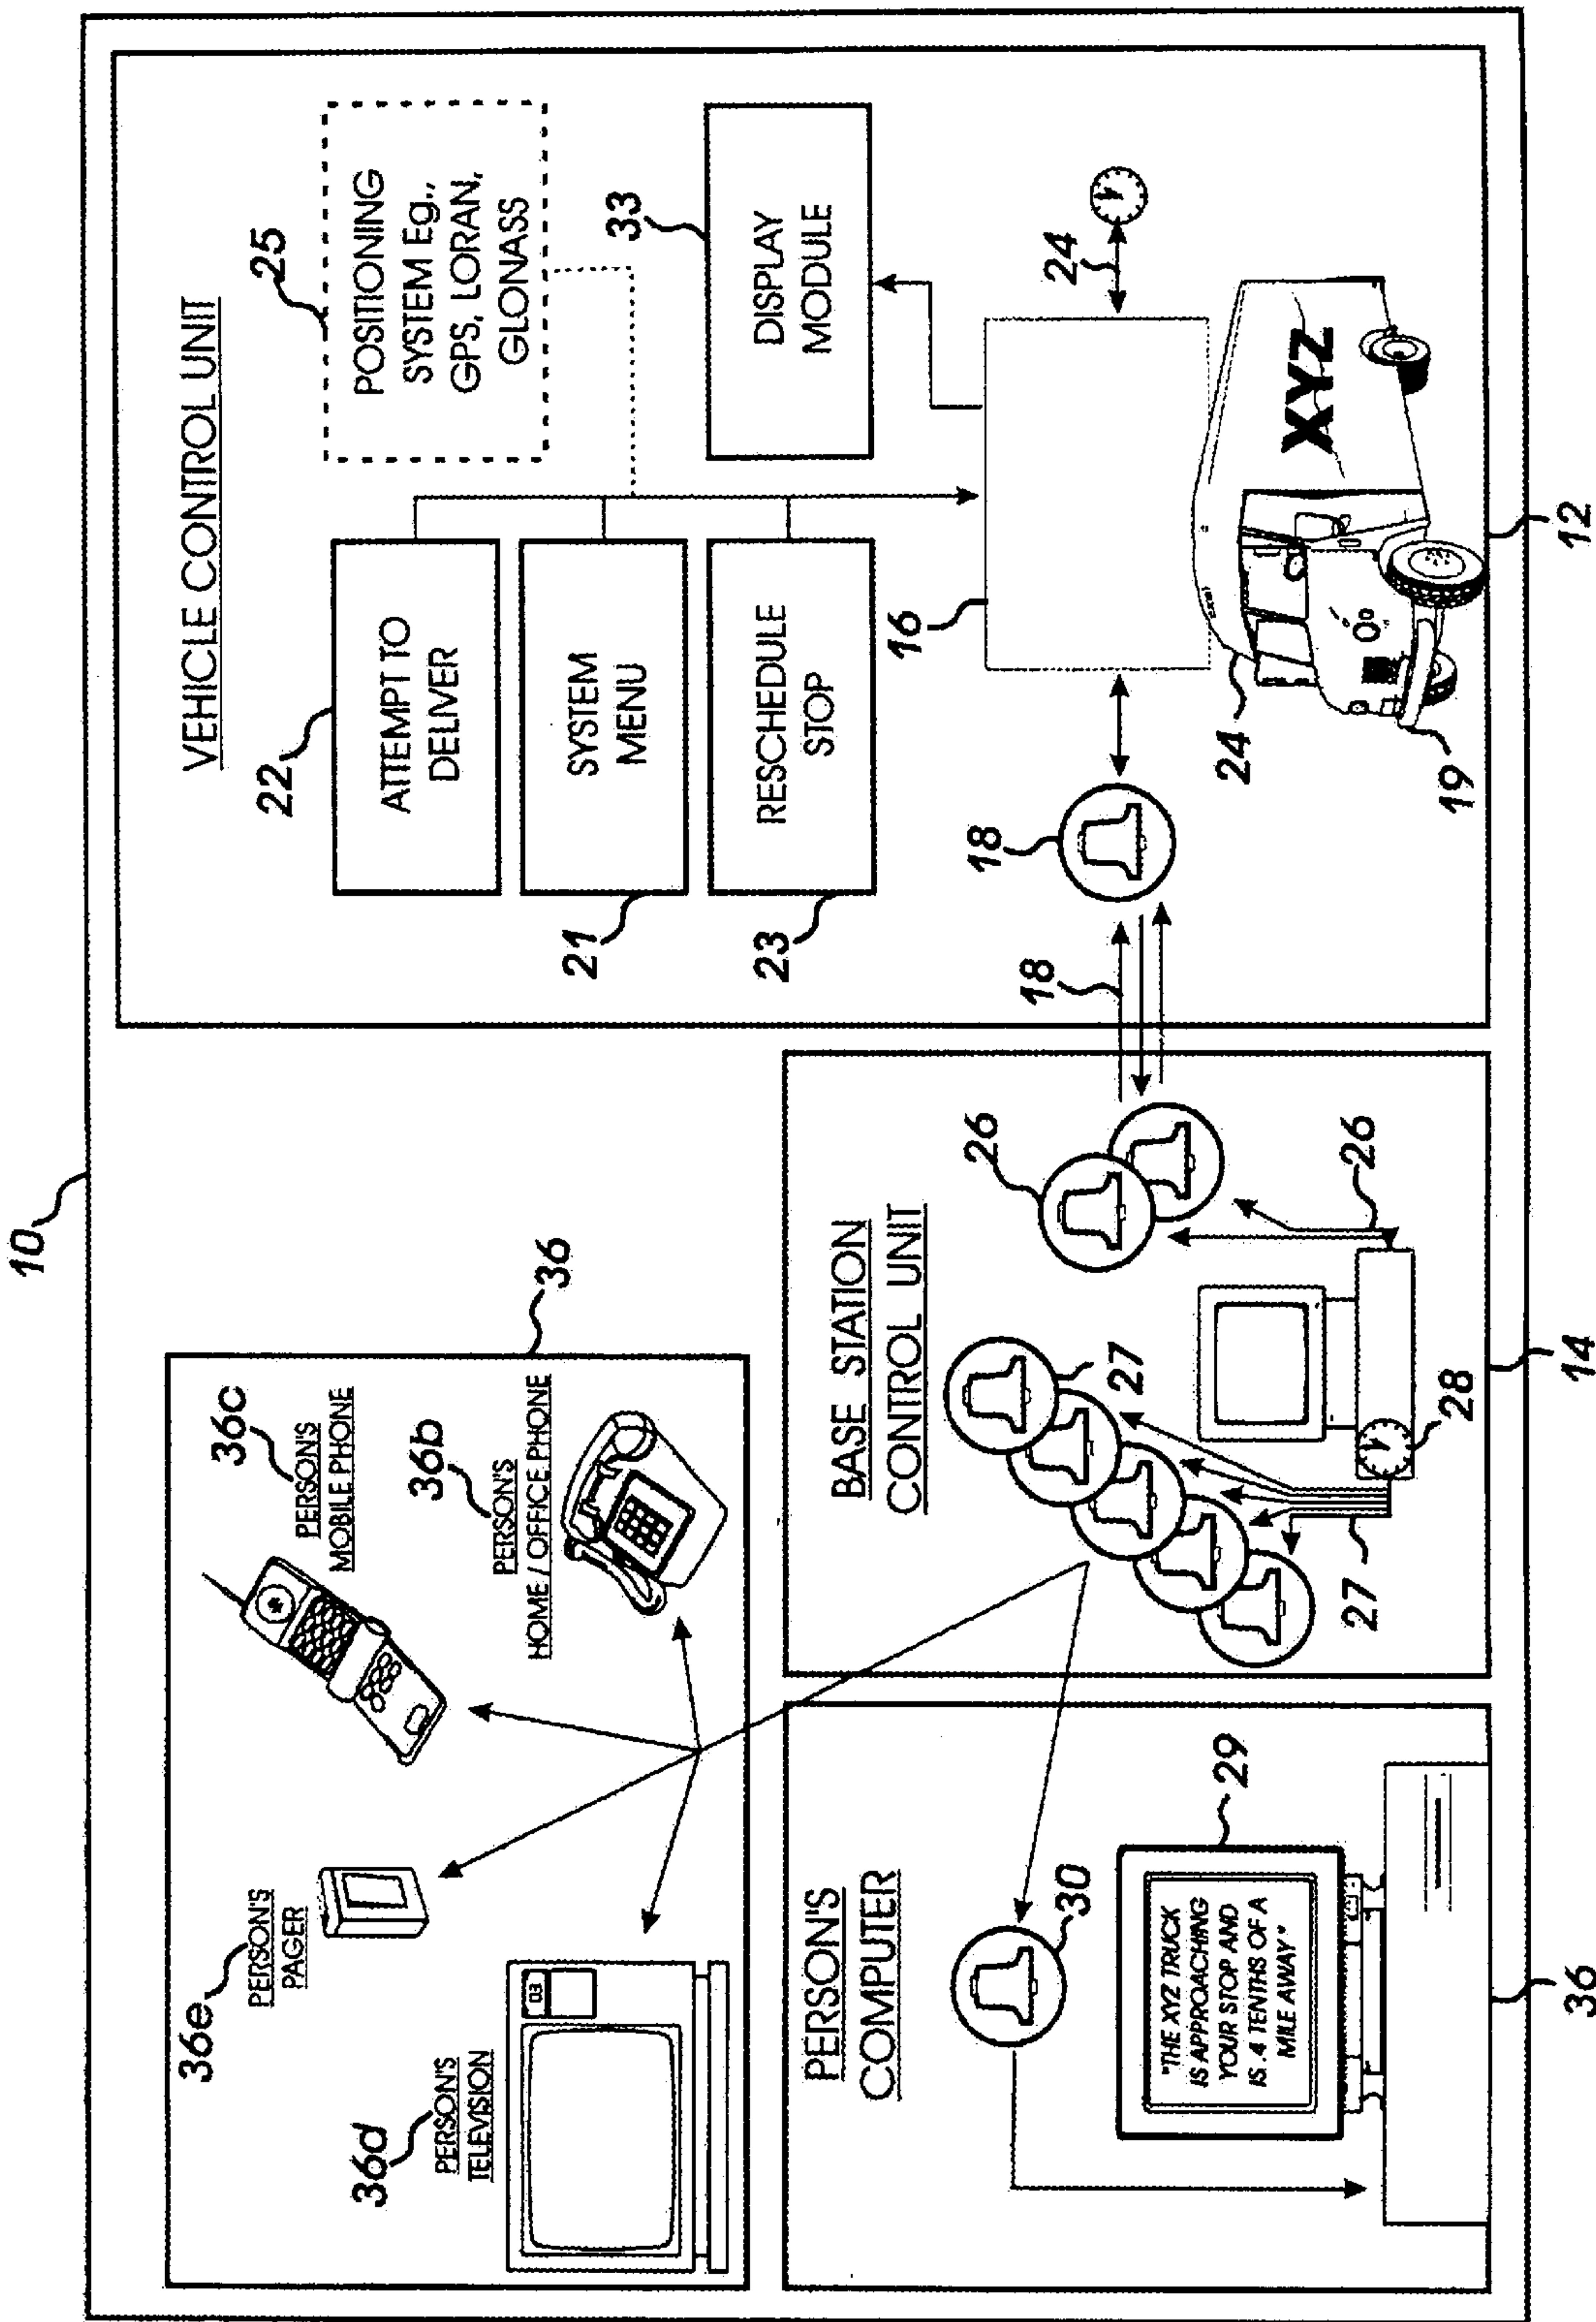 10
36
36e
PERSON'S
PAGER
36c
PERSON'S
MOBILE PHONE
36d
PERSON'S
TELEVISION
03
36b
PERSON'S
HOME / OFFICE PHONE
VEHICLE CONTROL UNIT
22
ATTEMPT TO
DELIVER
25
POSITIONING
SYSTEM Eg.,
GPS, LORAN,
GLONASS
21
SYSTEM
MENU
23
RESCHEDULE
STOP
33
DISPLAY
MODULE
16
18
18
24
24
XYZ
19
12
PERSON'S
COMPUTER
30
29
"THE XYZ TRUCK
IS APPROACHING
YOUR STOP AND
IS .4 TENTHS OF A
MILE AWAY"
36
BASE STATION
CONTROL UNIT
26
27
26
27
28
14